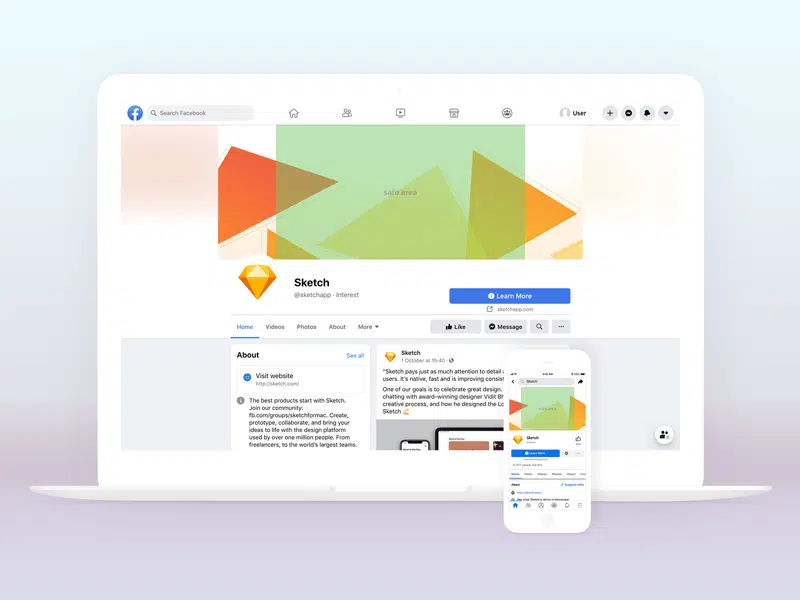 Search Facebook
User
safe area
Sketch
@sketchapp · Interest
Learn More
sketchapp.com
Home Videos Photos About More
Like Message
About See all
Visit website
http://sketch.com/
The best products start with Sketch.
Join our community:
fb.com/groups/sketchformac. Create,
prototype, collaborate, and bring your
ideas to life with the design platform
used by over one million people. From
freelancers, to the world's largest teams.
Sketch
1 October at 15:40 ·
"Sketch pays just as much attention to detail a
users. It's native, fast and is improving consist
One of our goals is to celebrate great design.
chatting with award-winning designer Vidit Bh
creative process, and how he designed the Lo
Sketch
Sketch
Sketch
Learn More
Home
About